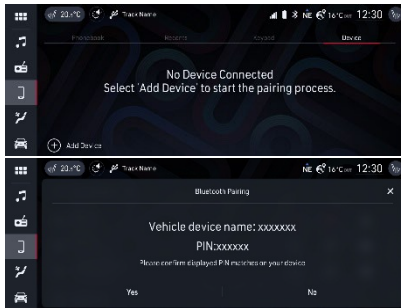 20.5°C Track Name NE 16°C OUT 12:30
Phonebook Recents Keypad Device
No Device Connected
Select 'Add Device' to start the pairing process.
Add Device
Track Name NE 16°C OUT 12:30
Bluetooth Pairing
Vehicle device name: xxxxxxx
PIN:xxxxxx
Please confirm displayed PIN matches on your device
Yes No